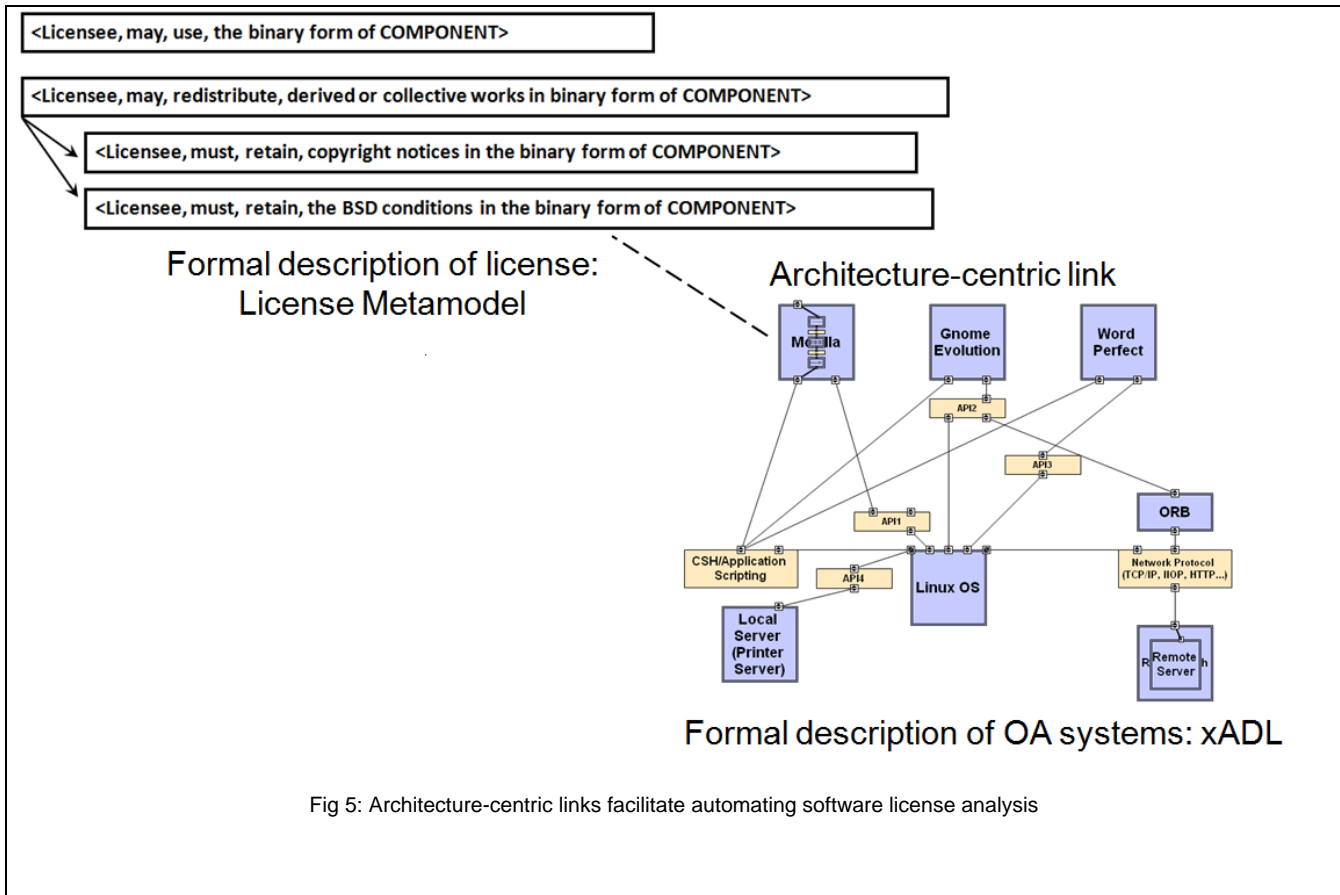 <Licensee, may, use, the binary form of COMPONENT>
<Licensee, may, redistribute, derived or collective works in binary form of COMPONENT>
<Licensee, must, retain, copyright notices in the binary form of COMPONENT>
<Licensee, must, retain, the BSD conditions in the binary form of COMPONENT>
Formal description of license:
License Metamodel
Architecture-centric link
Gnome
Evolution
Word
Perfect
API2
API3
API1
ORB
CSH/Application
Scripting
API4
Linux OS
Network Protocol
(TCP/IP, IIOP, HTTP...)
Local
Server
(Printer
Server)
Remote
Server
Formal description of OA systems: xADL
Fig 5: Architecture-centric links facilitate automating software license analysis